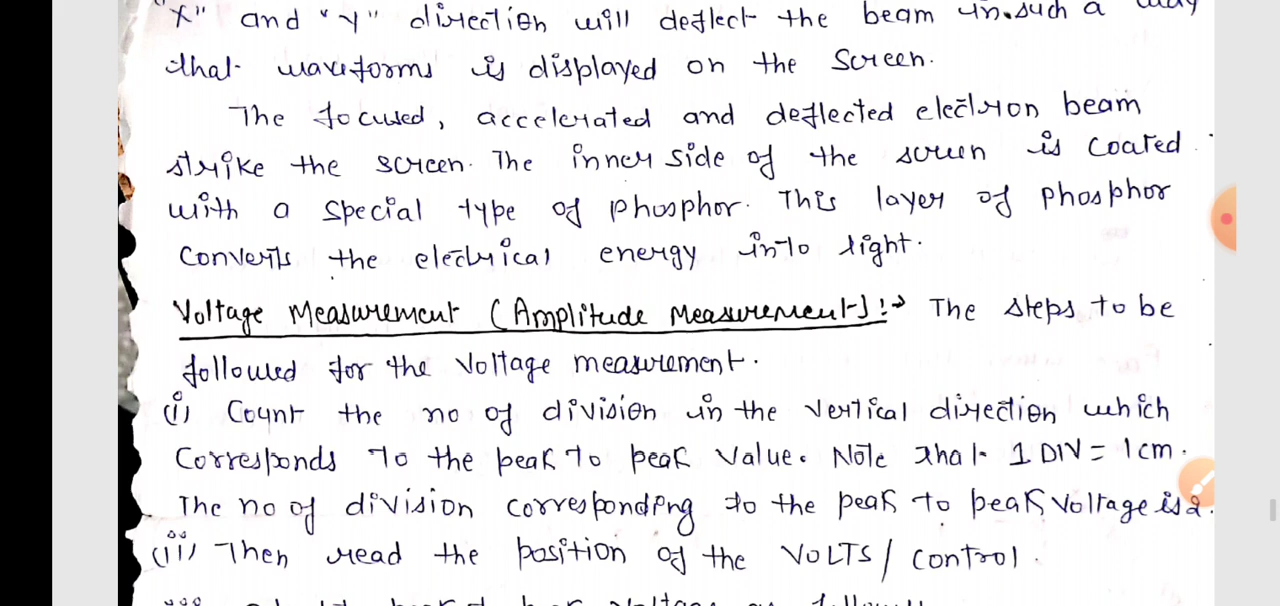 "X" and "Y" direction will deflect the beam in such a way
that waveforms is displayed on the Screen.
The focused, accelerated and deflected electron beam
strike the screen. The inner side of the screen is coated
with a special type of phosphor. This layer of phosphor
converts the electrical energy into light.
Voltage Measurement (Amplitude Measurement) :→ The steps to be
followed for the Voltage measurement.
(i) Count the no of division in the vertical direction which
corresponds to the peak to peak value. Note that 1 DIV = 1cm.
The no of division corresponding to the peak to peak Voltage is 2.
(ii) Then read the position of the VOLTS/ control.